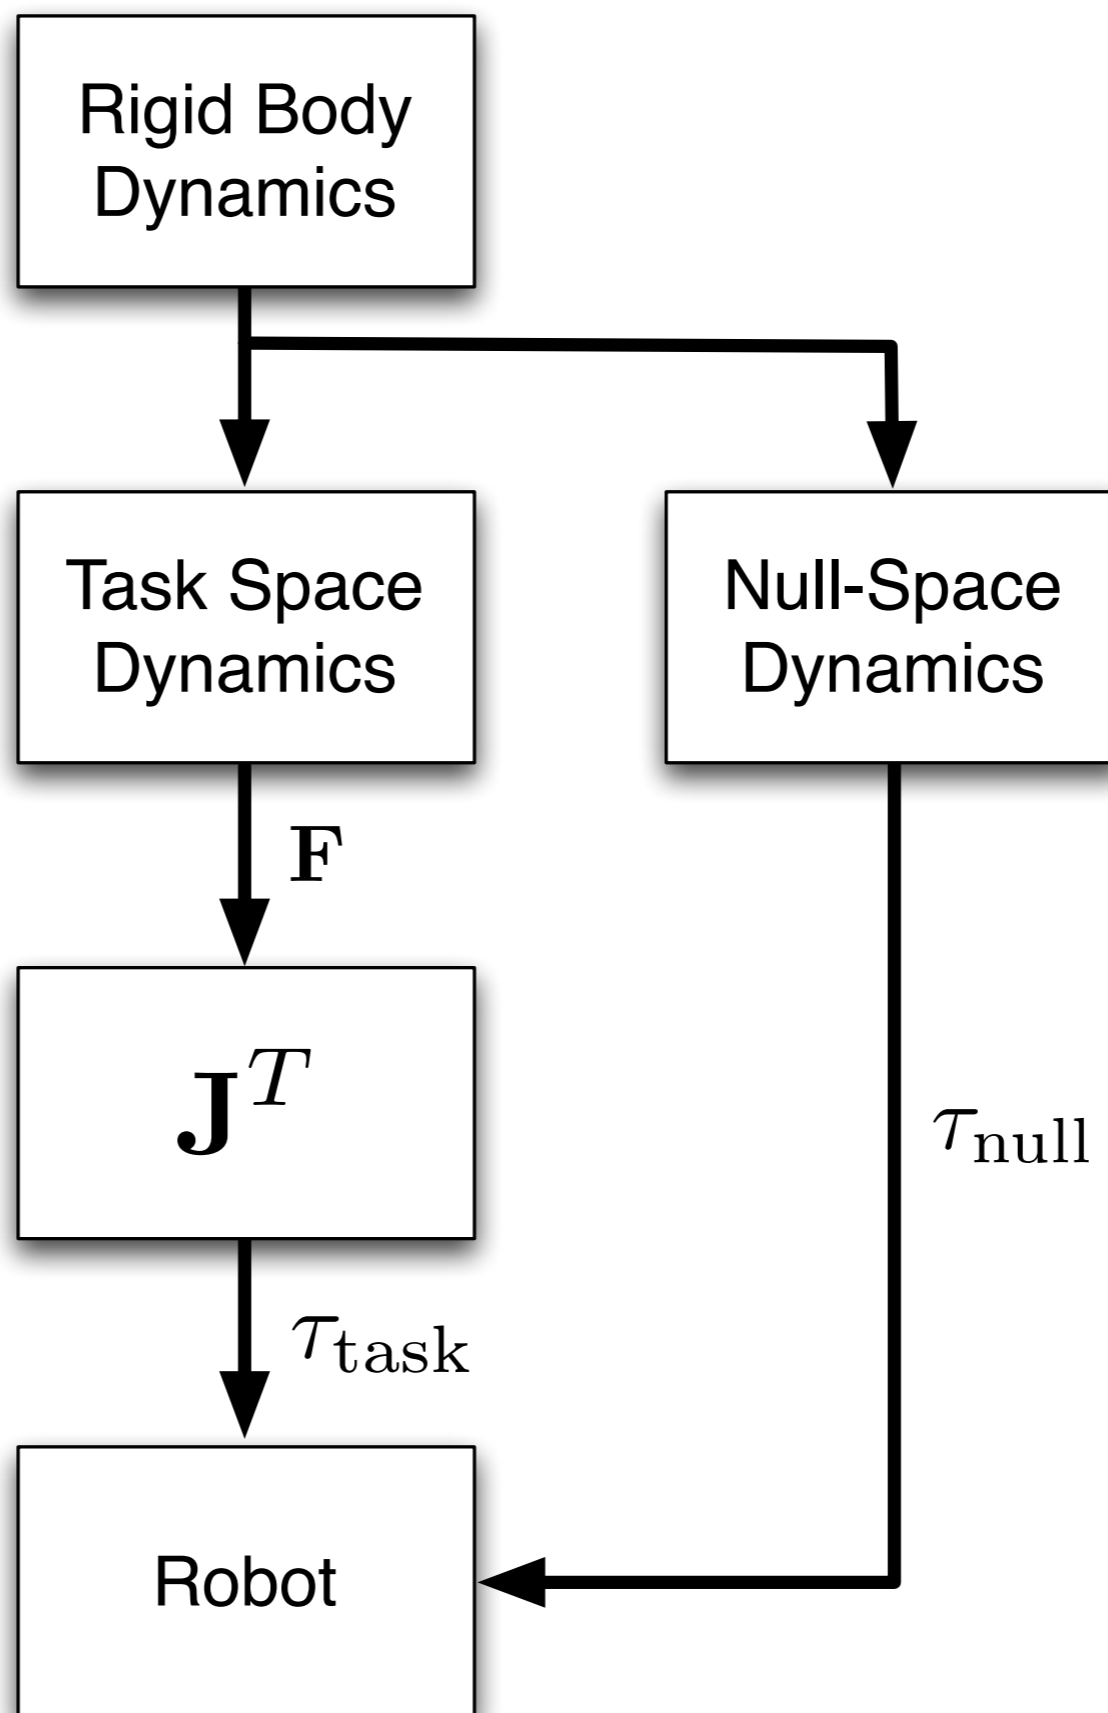 Rigid Body
Dynamics
Task Space
Dynamics
Null-Space
Dynamics
F
J^T
τ_null
τ_task
Robot